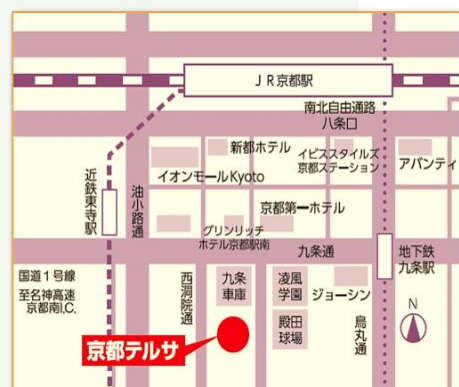 JR京都駅
南北自由通路
八条口
新都ホテル
イビススタイルズ
京都ステーション
アバンティ
イオンモールKyoto
近鉄東寺駅
油小路通
京都第一ホテル
グリンリッチ
ホテル京都駅南
九条通
地下鉄
九条駅
国道1号線
至名神高速
京都南I.C.
西洞院通
九条
車庫
凌風
学園
ジョーシン
殿田
球場
烏丸通
N
京都テルサ